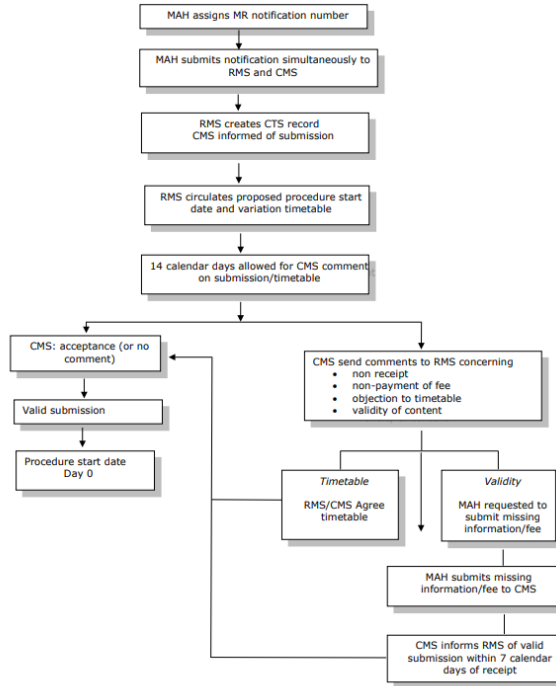 MAH assigns MR notification number
MAH submits notification simultaneously to
RMS and CMS
RMS creates CTS record
CMS informed of submission
RMS circulates proposed procedure start
date and variation timetable
14 calendar days allowed for CMS comment
on submission/timetable
CMS: acceptance (or no
comment)
Valid submission
Procedure start date
Day 0
CMS send comments to RMS concerning
• non receipt
• non-payment of fee
• objection to timetable
• validity of content
Timetable
RMS/CMS Agree
timetable
Validity
MAH requested to
submit missing
information/fee
MAH submits missing
information/fee to CMS
CMS informs RMS of valid
submission within 7 calendar
days of receipt